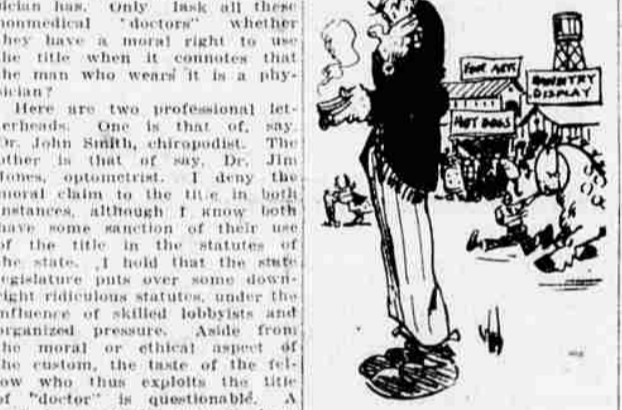 sician has. Only Iask all these
nonmedical "doctors" whether
they have a moral right to use
the title when it connotes that
the man who wears it is a phy-
sician?
Here are two professional let-
terheads. One is that of, say,
Dr. John Smith, chiropodist. The
other is that of say, Dr. Jim
Jones, optometrist. I deny the
moral claim to the title in both
instances, although I know both
have some sanction of their use
of the title in the statutes of
the state. I hold that the state
legislature puts over some down-
right ridiculous statutes, under the
influence of skilled lobbyists and
organized pressure. Aside from
the moral or ethical aspect of
the custom, the taste of the fel-
low who thus exploits the title
of "doctor" is questionable. A
FOUR ARTS
DISPLAY
HOT DOGS